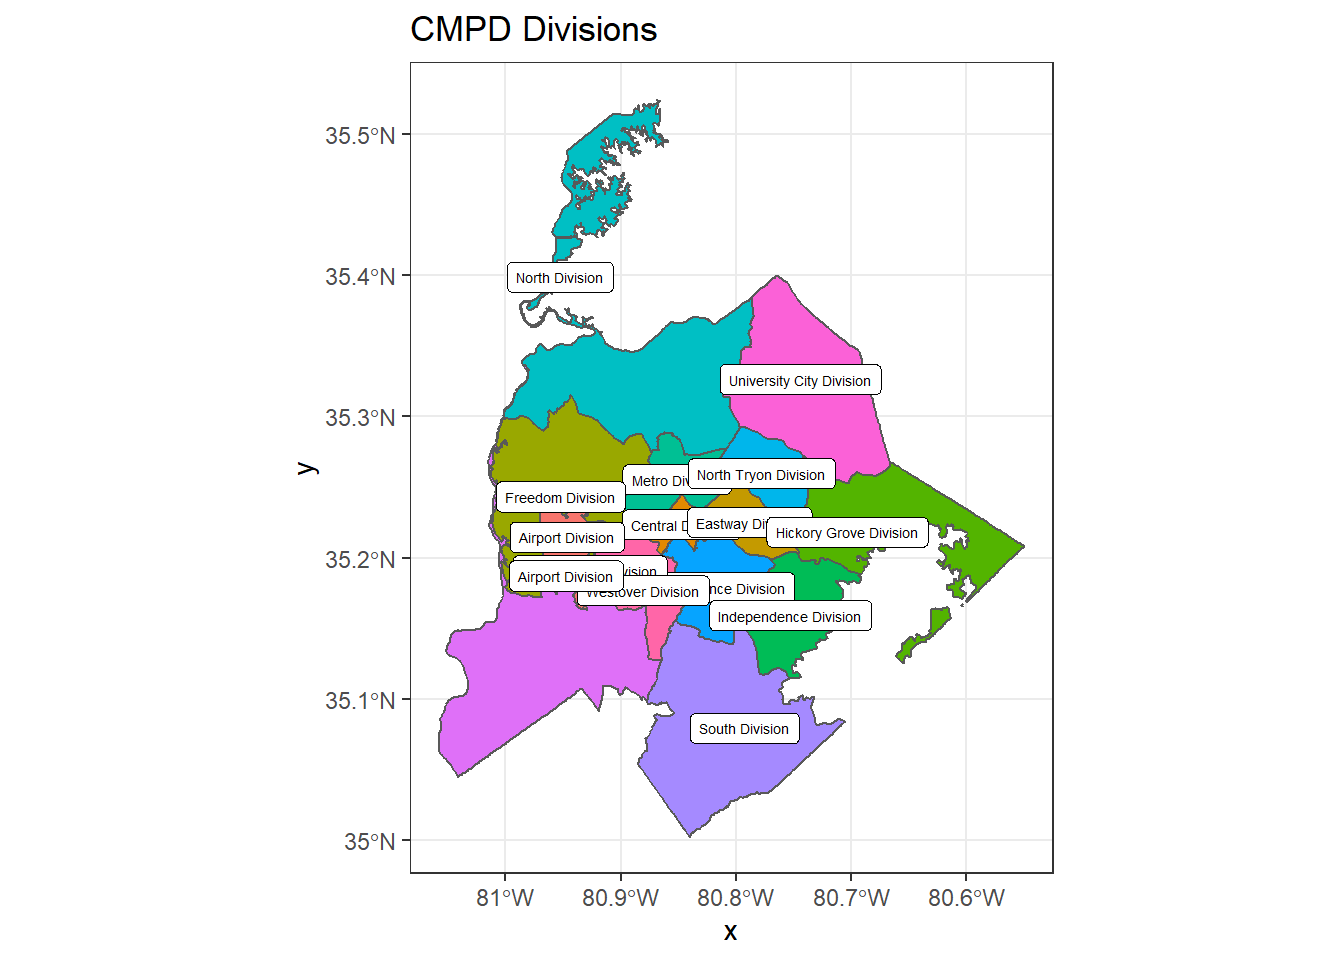 CMPD Divisions
35.5°N
35.4°N
35.3°N
35.2°N
35.1°N
35°N
y
North Division
University City Division
North Tryon Division
Metro Div
Freedom Division
Central D
Eastway Di
Hickory Grove Division
Airport Division
Airport Division
vision
Westover Division
nce Division
Independence Division
South Division
81°W
80.9°W
80.8°W
80.7°W
80.6°W
x